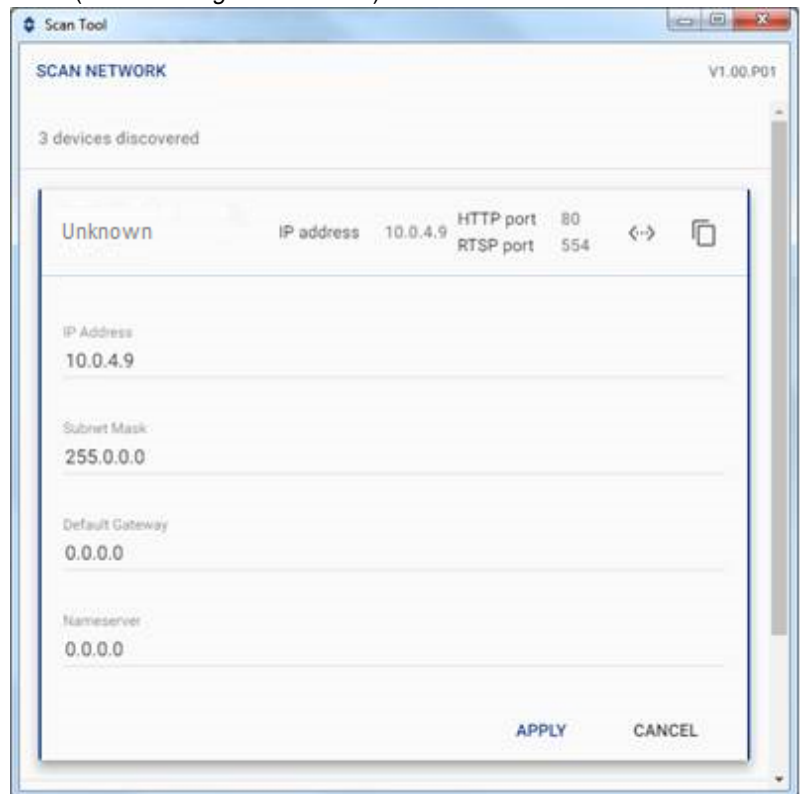 Scan Tool
SCAN NETWORK V1.00.P01
3 devices discovered
Unknown IP address 10.0.4.9 HTTP port 80
RTSP port 554
IP Address
10.0.4.9
Subnet Mask
255.0.0.0
Default Gateway
0.0.0.0
Nameserver
0.0.0.0
APPLY CANCEL